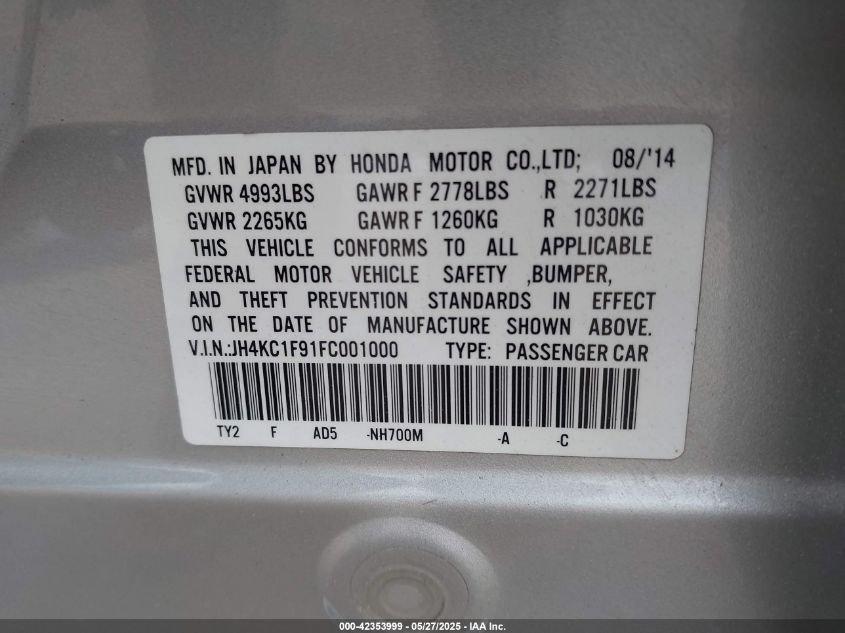 MFD. IN JAPAN BY HONDA MOTOR CO.,LTD; 08/'14
GVWR 4993LBS GAWR F 2778LBS R 2271LBS
GVWR 2265KG GAWR F 1260KG R 1030KG
THIS VEHICLE CONFORMS TO ALL APPLICABLE
FEDERAL MOTOR VEHICLE SAFETY ,BUMPER,
AND THEFT PREVENTION STANDARDS IN EFFECT
ON THE DATE OF MANUFACTURE SHOWN ABOVE.
V.I.N.:JH4KC1F91FC001000 TYPE: PASSENGER CAR
TY2 F AD5 -NH700M -A -C
000-42353999 - 05/27/2025 - IAA Inc.